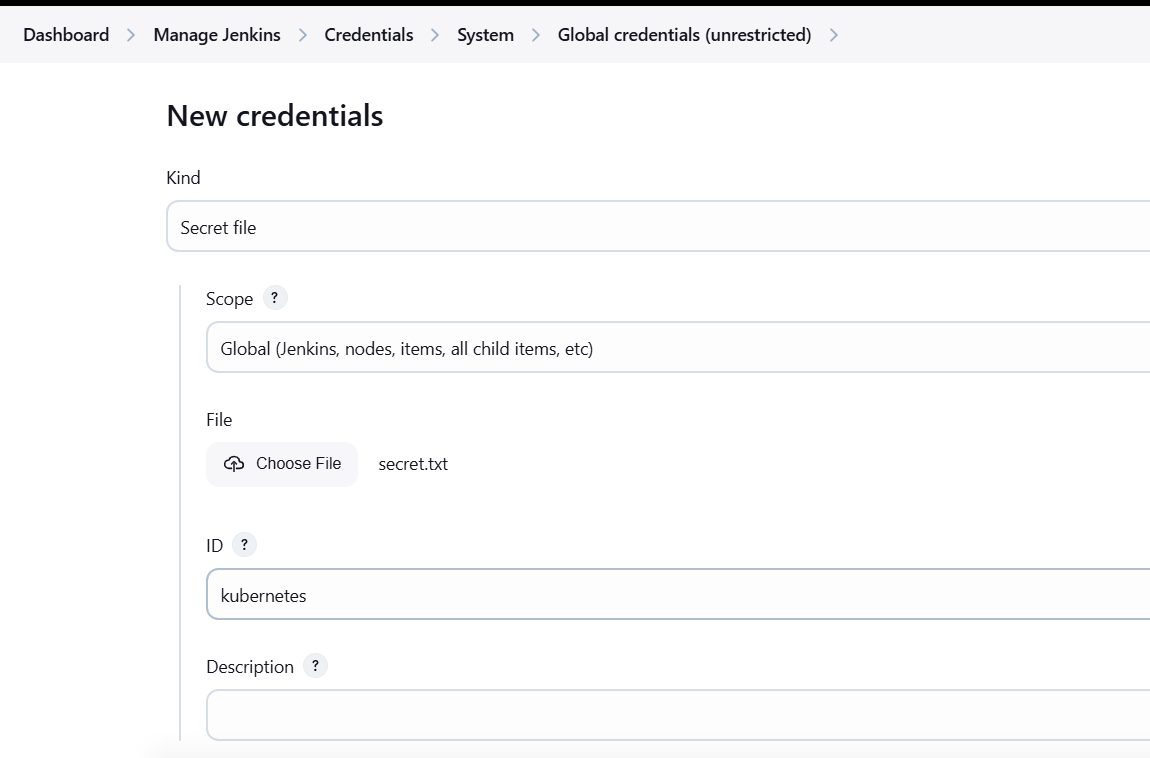 Dashboard > Manage Jenkins > Credentials > System > Global credentials (unrestricted) >
New credentials
Kind
Secret file
Scope ?
Global (Jenkins, nodes, items, all child items, etc)
File
Choose File secret.txt
ID ?
kubernetes
Description ?